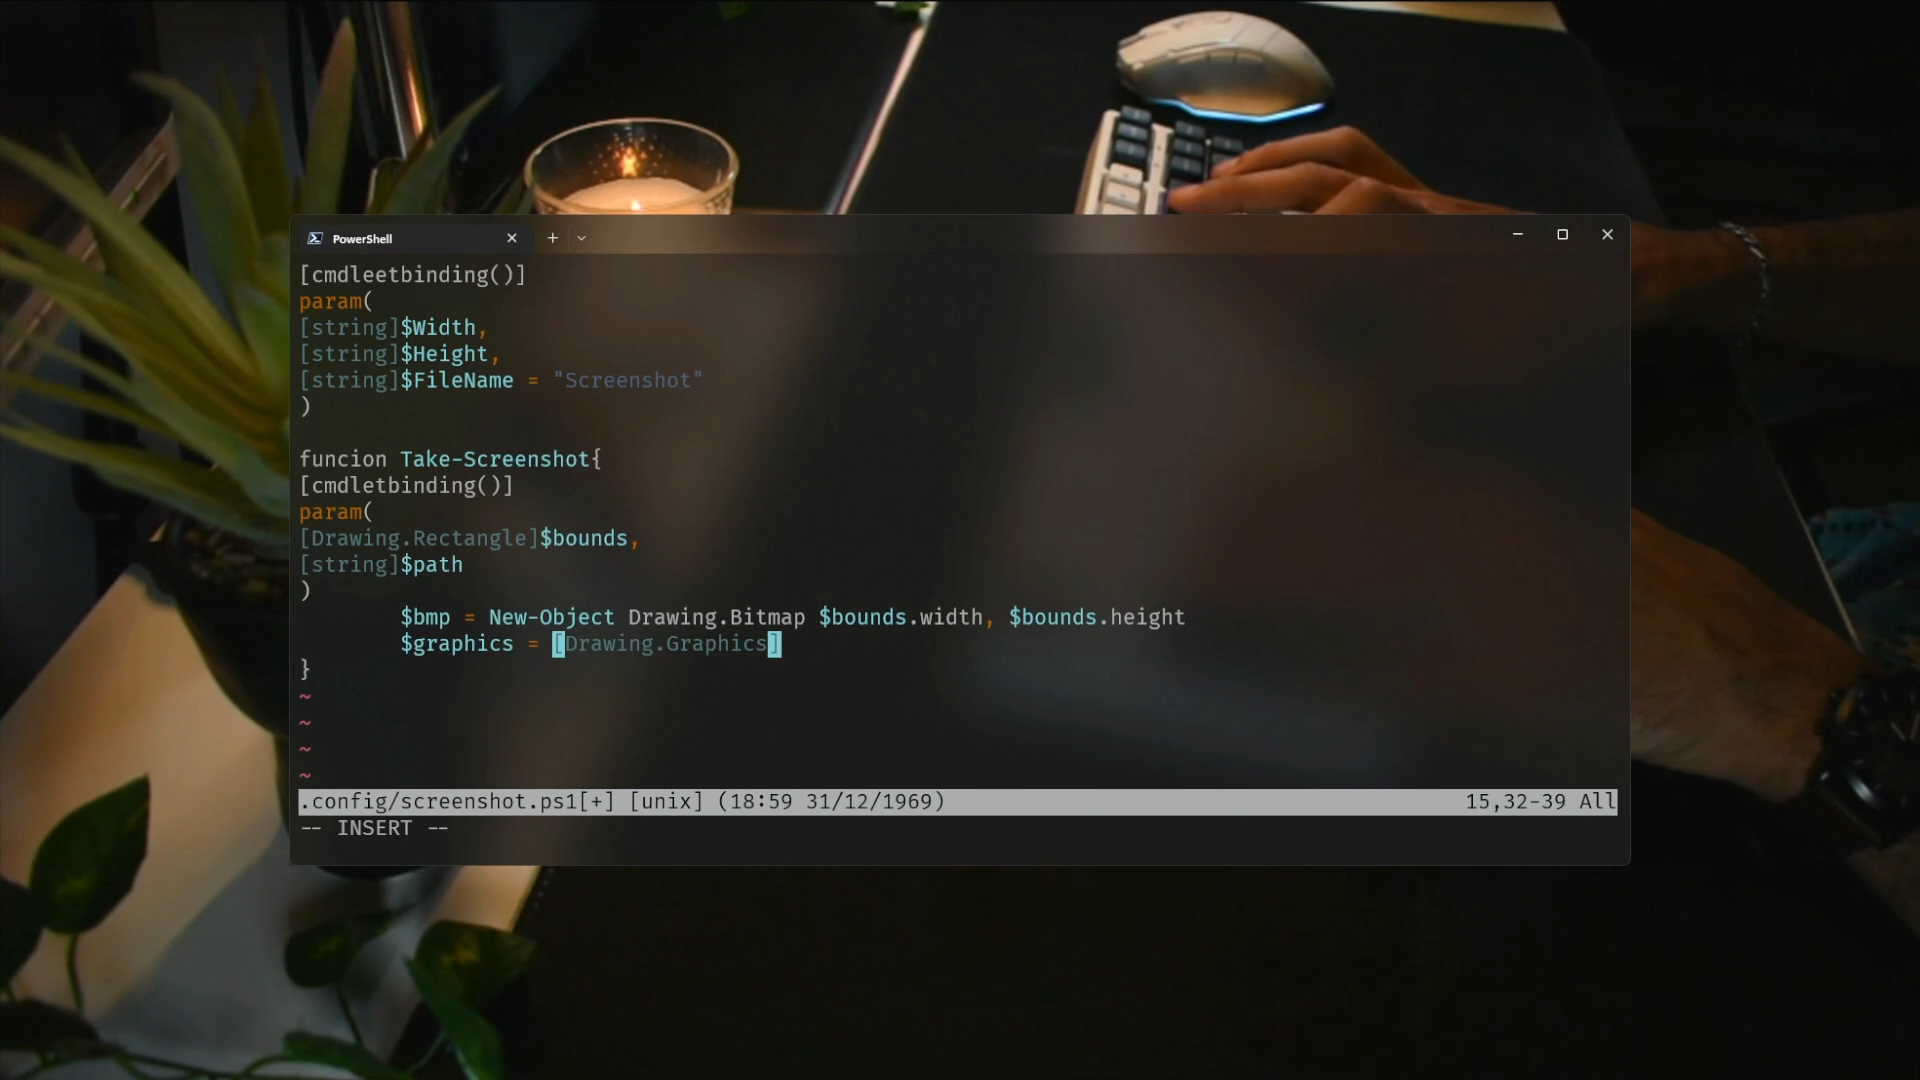 PowerShell
[cmdleetbinding()]
param(
[string]$Width,
[string]$Height,
[string]$FileName = "Screenshot"
)
funcion Take-Screenshot{
[cmdletbinding()]
param(
[Drawing.Rectangle]$bounds,
[string]$path
)
$bmp = New-Object Drawing.Bitmap $bounds.width, $bounds.height
$graphics = [Drawing.Graphics]
}
~
~
~
~
.config/screenshot.ps1[+] [unix] (18:59 31/12/1969) 15,32-39 All
-- INSERT --